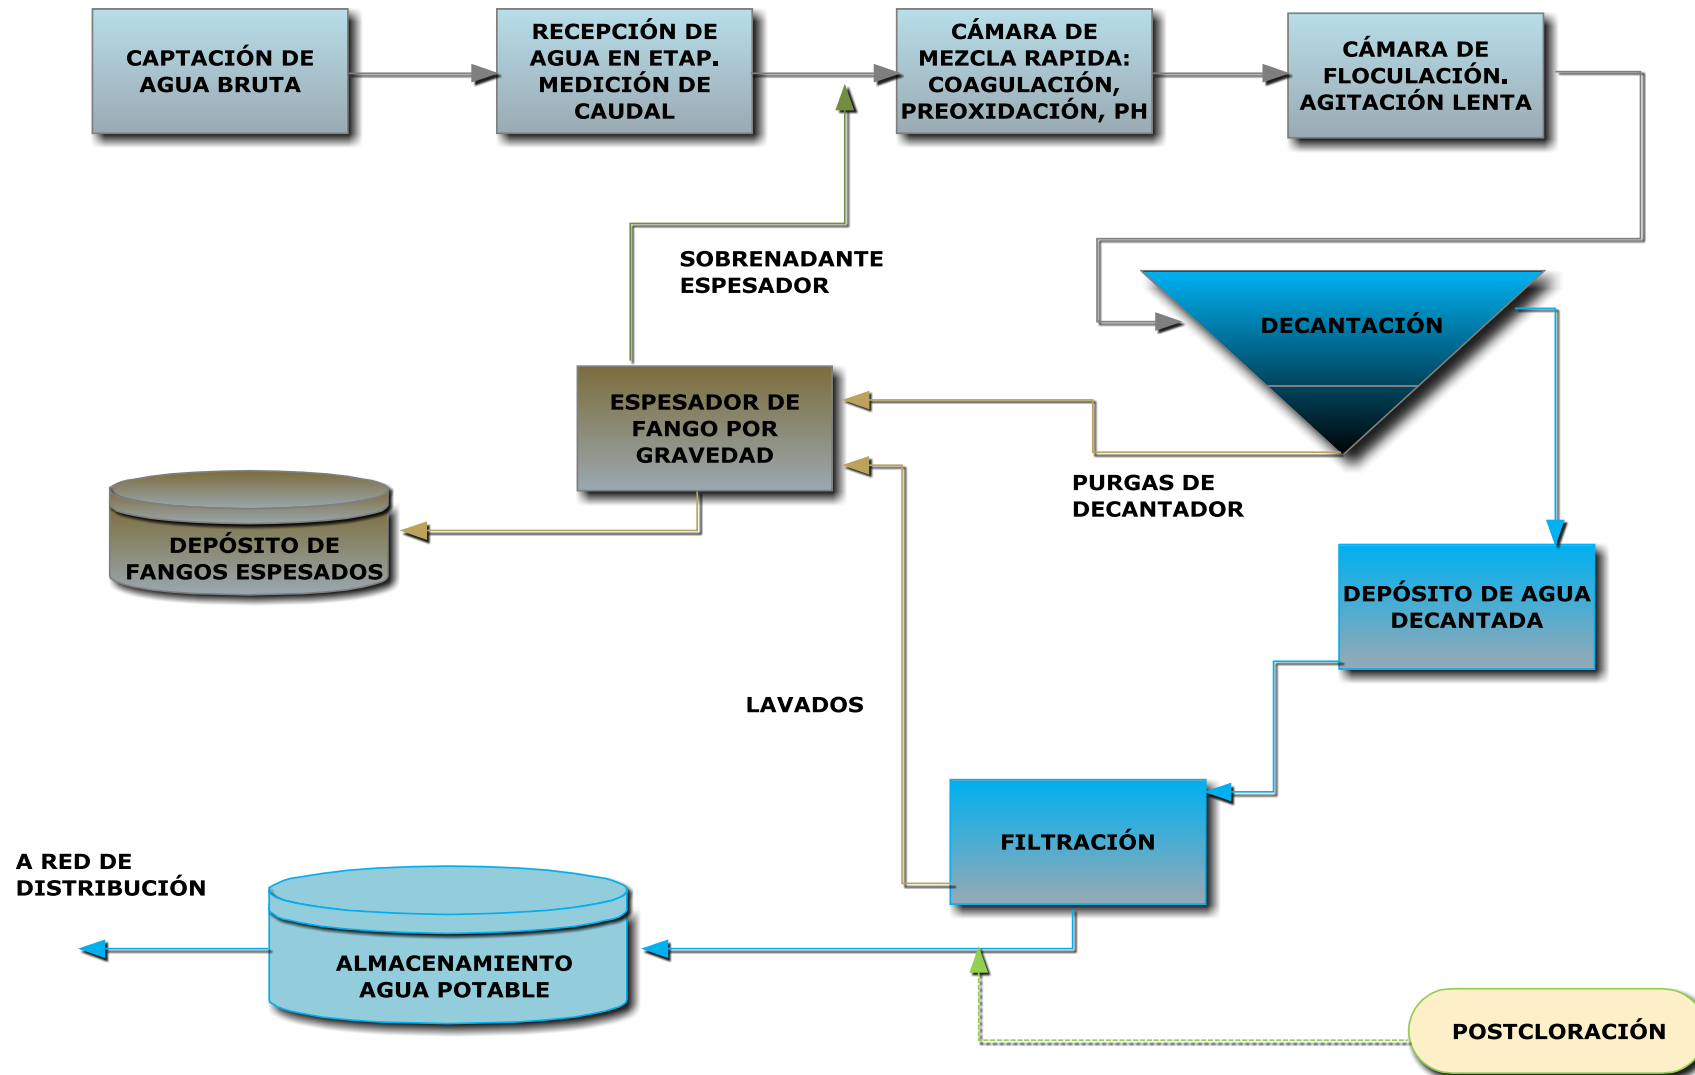 CAPTACIÓN DE
AGUA BRUTA
RECEPCIÓN DE
AGUA EN ETAP.
MEDICIÓN DE
CAUDAL
CÁMARA DE
MEZCLA RAPIDA:
COAGULACIÓN,
PREOXIDACIÓN, PH
CÁMARA DE
FLOCULACIÓN.
AGITACIÓN LENTA
SOBRENADANTE
ESPESADOR
DECANTACIÓN
ESPESADOR DE
FANGO POR
GRAVEDAD
PURGAS DE
DECANTADOR
DEPÓSITO DE
FANGOS ESPESADOS
DEPÓSITO DE AGUA
DECANTADA
LAVADOS
FILTRACIÓN
A RED DE
DISTRIBUCIÓN
ALMACENAMIENTO
AGUA POTABLE
POSTCLORACIÓN